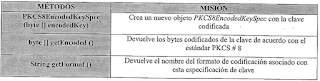 MÉTODOS
MISIÓN
PKCS8EncodedKeySpec
(byte [] encodedKey)
Crea un nuevo objeto PKCS8EncodedKeySpec con la clave
codificada
byte [] getEncoded ()
Devuelve los bytes codificados de la clave de acuerdo con el
estándar PKCS # 8
String getFormat ()
Devuelve el nombre del formato de codificación asociado con
esta especificación de clave